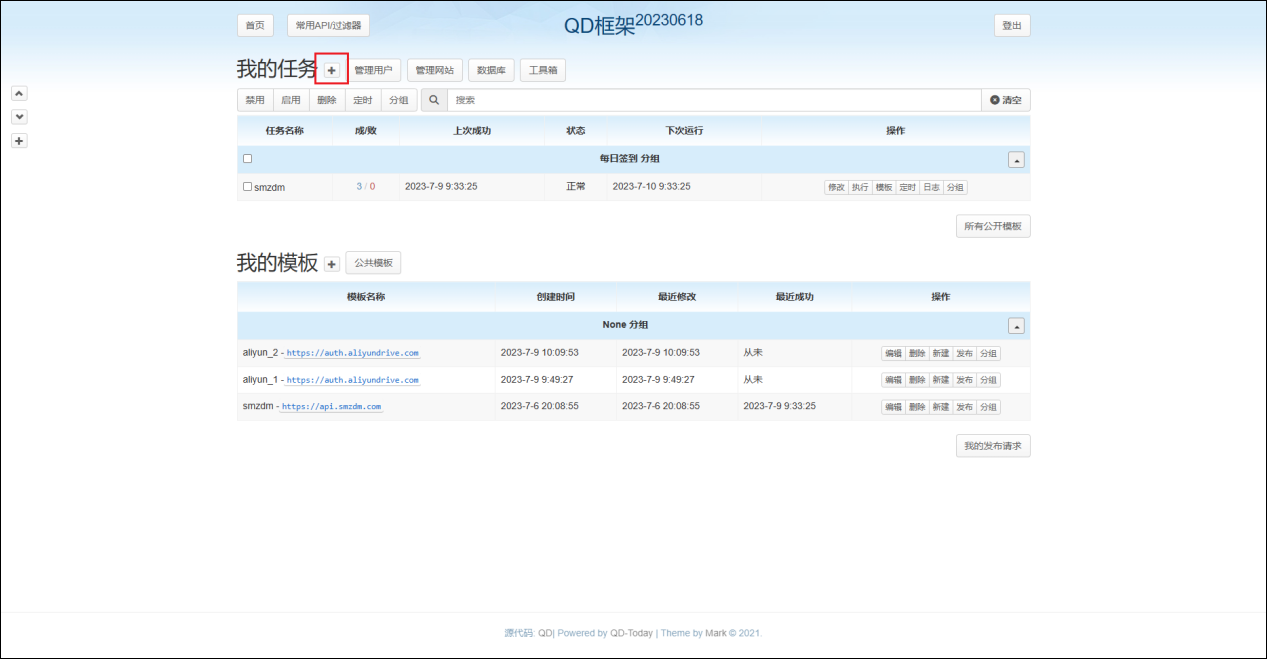 首页 常用API/过滤器 QD框架20230618 登出
我的任务 管理用户 管理网站 数据库 工具箱
禁用 启用 删除 定时 分组 搜索 清空
任务名称 成/败 上次成功 状态 下次运行 操作
每日签到 分组
smzdm 3 / 0 2023-7-9 9:33:25 正常 2023-7-10 9:33:25 修改 执行 模板 定时 日志 分组
所有公开模板
我的模板 公共模板
模板名称 创建时间 最近修改 最近成功 操作
None 分组
aliyun_2 - https://auth.aliyundrive.com 2023-7-9 10:09:53 2023-7-9 10:09:53 从未 编辑 删除 新建 发布 分组
aliyun_1 - https://auth.aliyundrive.com 2023-7-9 9:49:27 2023-7-9 9:49:27 从未 编辑 删除 新建 发布 分组
smzdm - https://api.smzdm.com 2023-7-6 20:08:55 2023-7-6 20:08:55 2023-7-9 9:33:25 编辑 删除 新建 发布 分组
我的发布请求
源代码: QD| Powered by QD-Today | Theme by Mark © 2021.